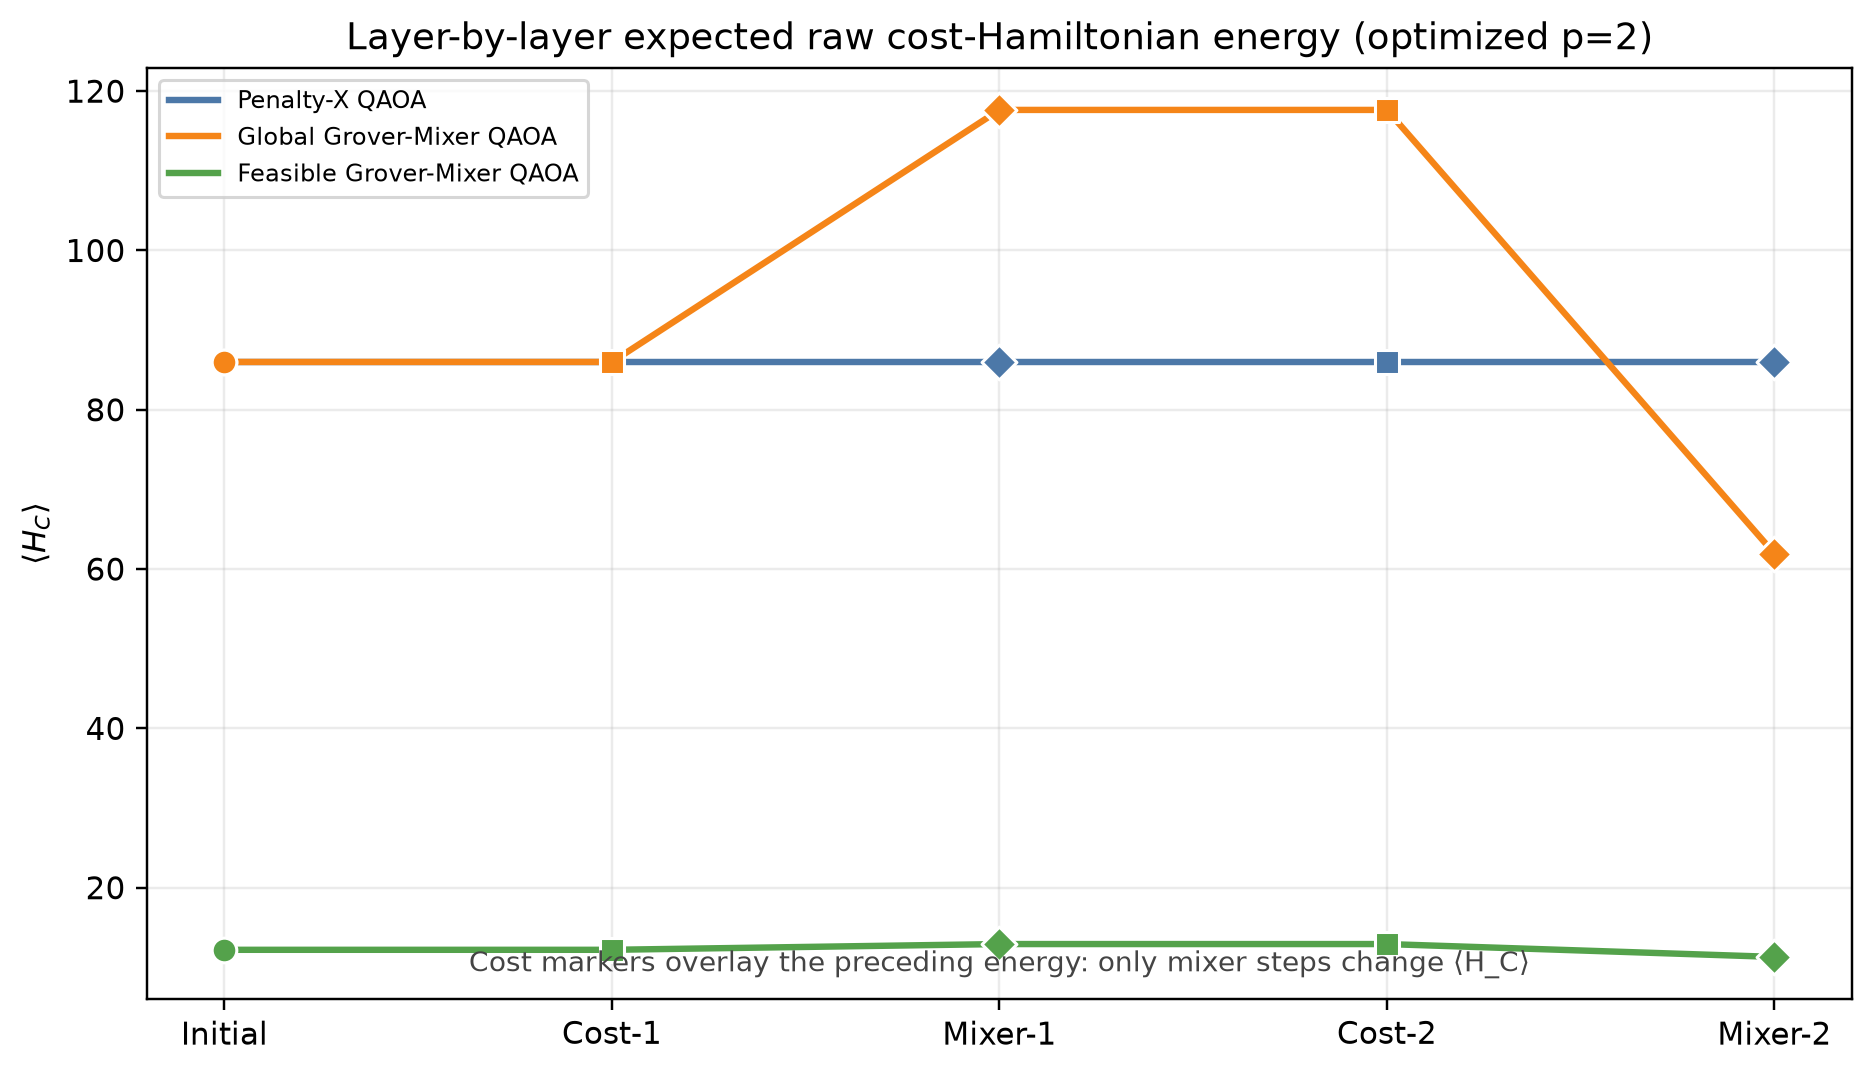 Layer-by-layer expected raw cost-Hamiltonian energy (optimized p=2)
Penalty-X QAOA
Global Grover-Mixer QAOA
Feasible Grover-Mixer QAOA
120
100
80
60
40
20
⟨H_C⟩
Cost markers overlay the preceding energy: only mixer steps change ⟨H_C⟩
Initial Cost-1 Mixer-1 Cost-2 Mixer-2